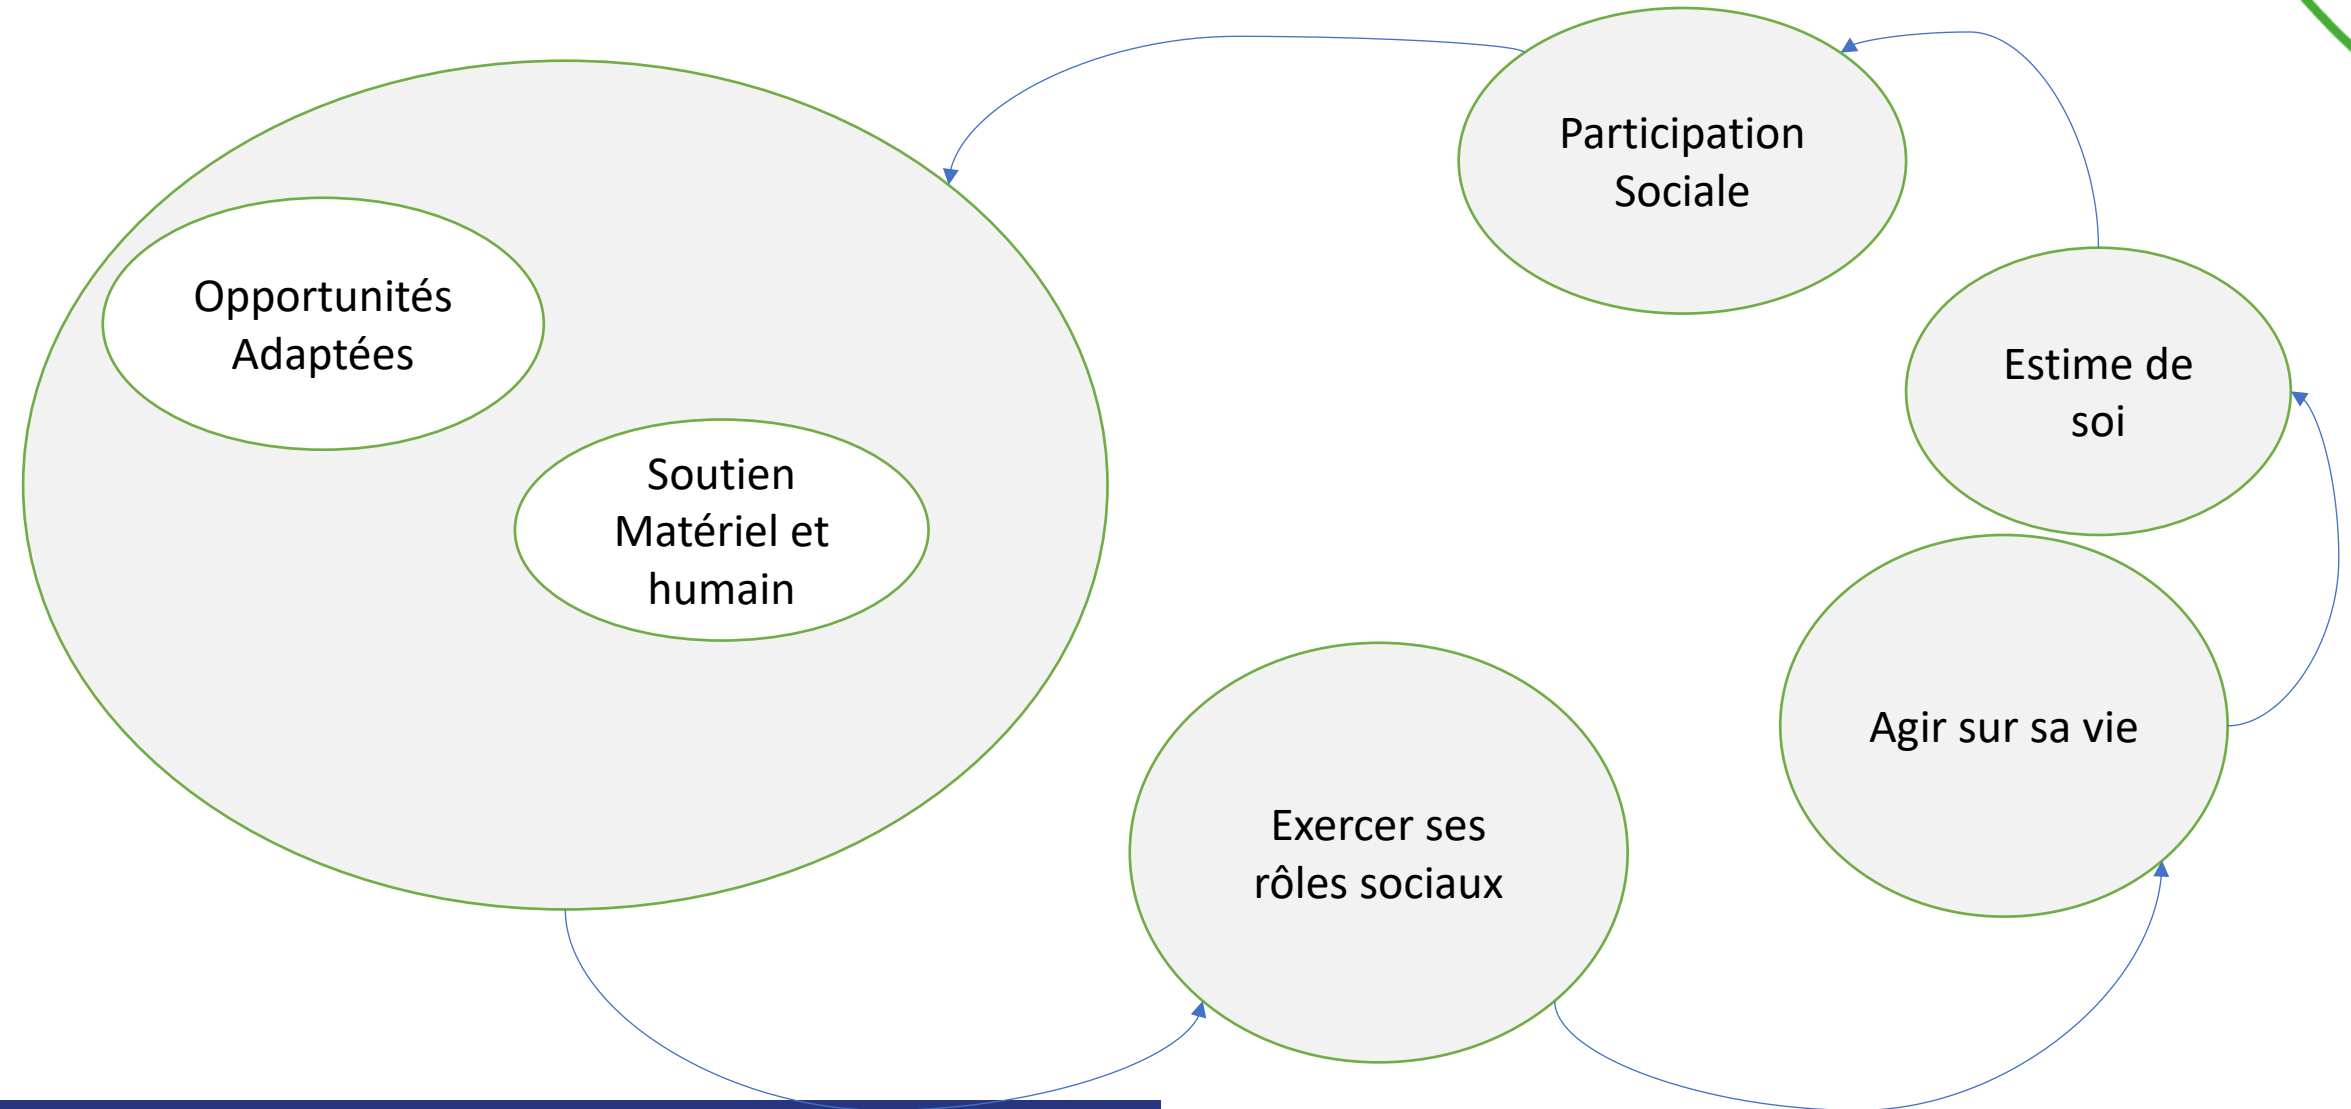 Opportunités
Adaptées
Soutien
Matériel et
humain
Exercer ses
rôles sociaux
Agir sur sa vie
Estime de
soi
Participation
Sociale